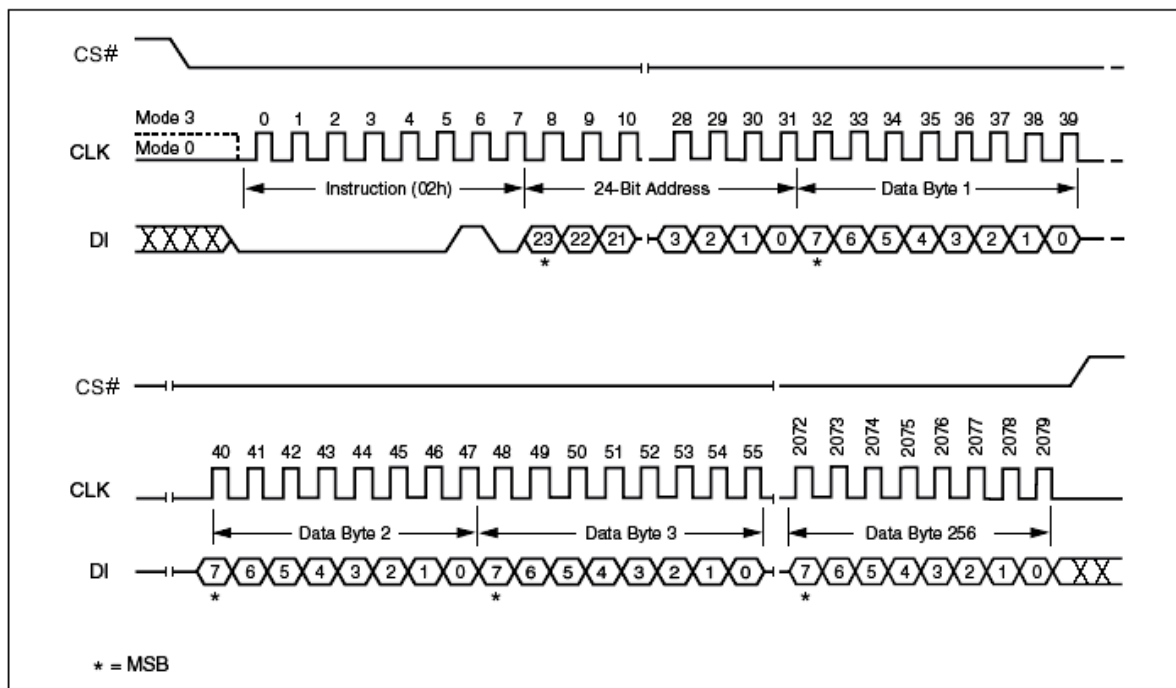 CS#
Mode 3 0 1 2 3 4 5 6 7 8 9 10 28 29 30 31 32 33 34 35 36 37 38 39
CLK Mode 0
Instruction (02h) 24-Bit Address Data Byte 1
DI 23 22 21 3 2 1 0 7 6 5 4 3 2 1 0
* *
CS#
40 41 42 43 44 45 46 47 48 49 50 51 52 53 54 55 2072 2073 2074 2075 2076 2077 2078 2079
CLK
Data Byte 2 Data Byte 3 Data Byte 256
DI 7 6 5 4 3 2 1 0 7 6 5 4 3 2 1 0 7 6 5 4 3 2 1 0
* * *
* = MSB